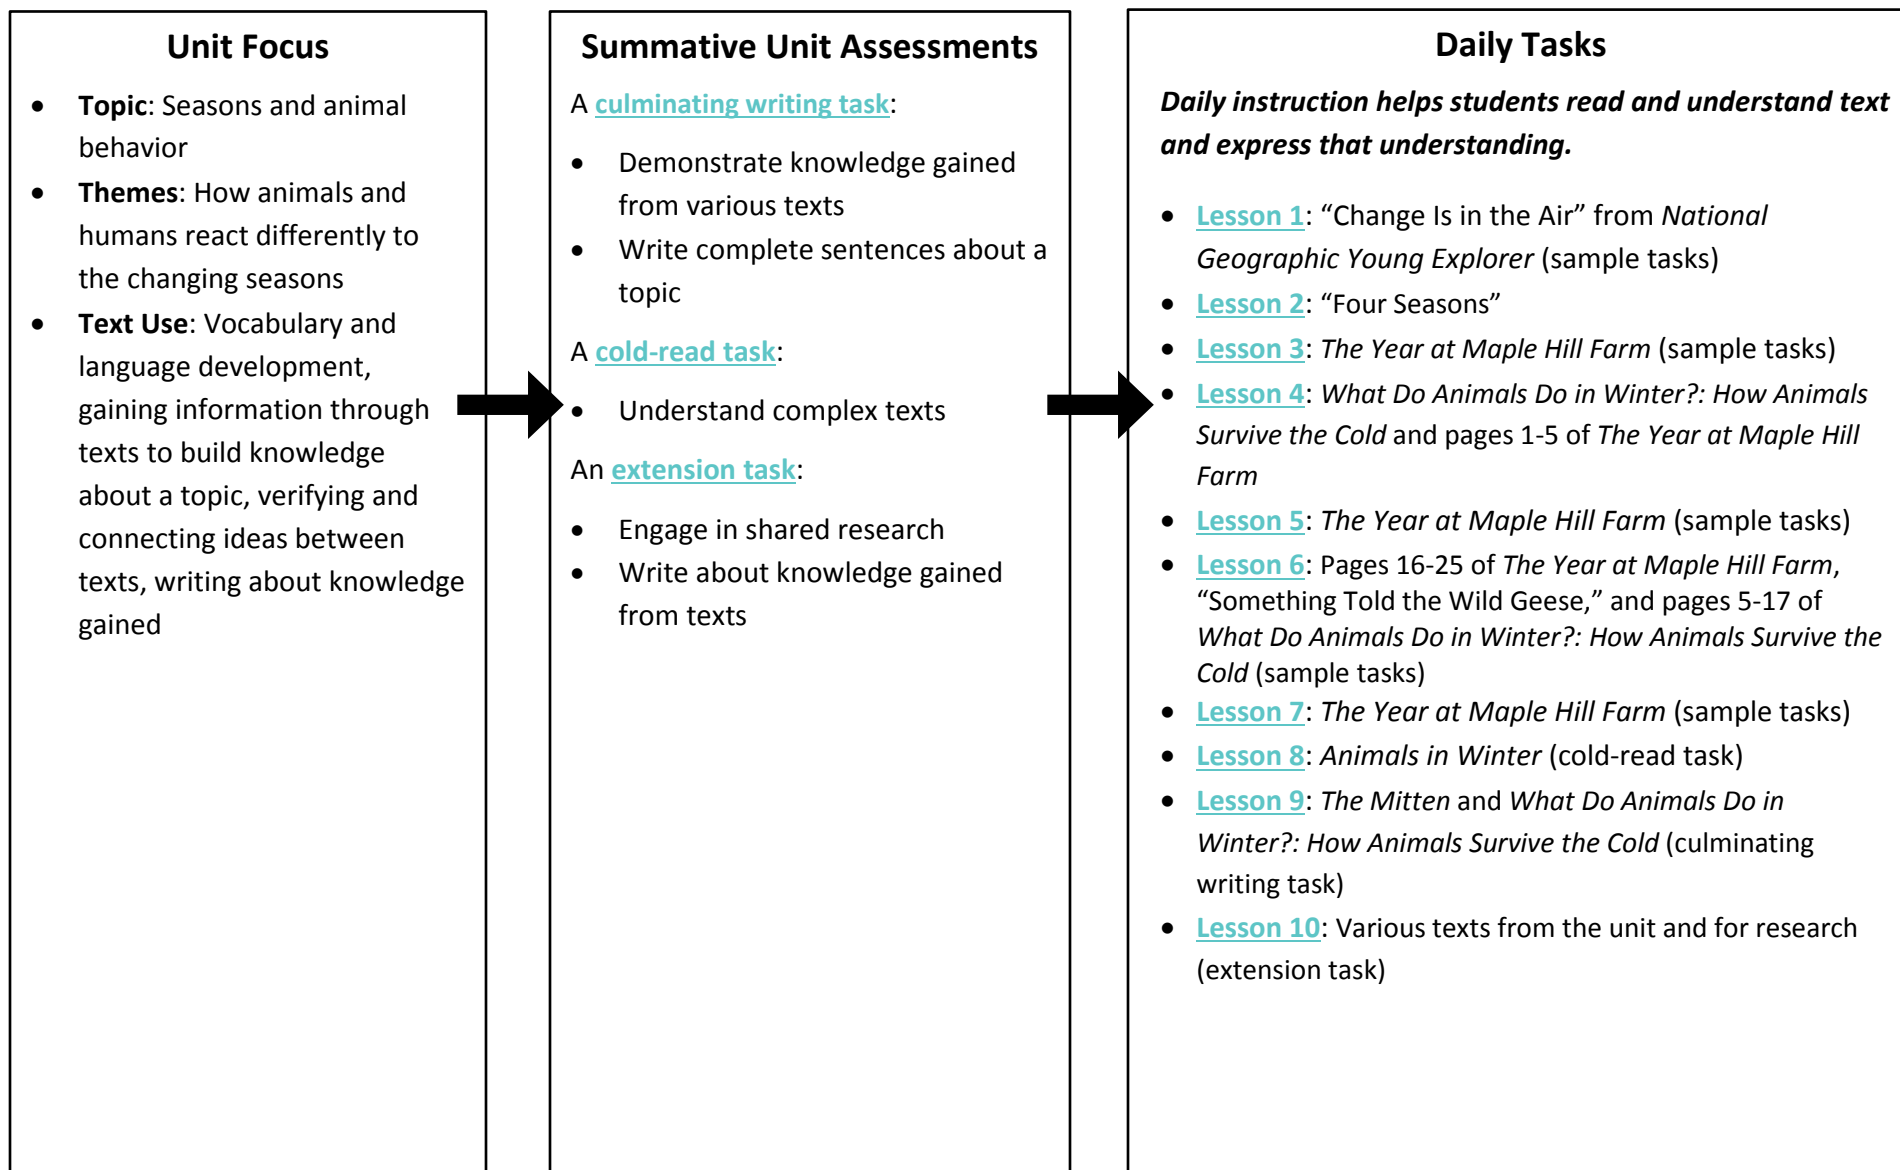 Unit Focus
• Topic: Seasons and animal
behavior
• Themes: How animals and
humans react differently to
the changing seasons
• Text Use: Vocabulary and
language development,
gaining information through
texts to build knowledge
about a topic, verifying and
connecting ideas between
texts, writing about knowledge
gained
Summative Unit Assessments
A culminating writing task:
• Demonstrate knowledge gained
from various texts
• Write complete sentences about a
topic
A cold-read task:
• Understand complex texts
An extension task:
• Engage in shared research
• Write about knowledge gained
from texts
Daily Tasks
Daily instruction helps students read and understand text
and express that understanding.
• Lesson 1: “Change Is in the Air” from National
Geographic Young Explorer (sample tasks)
• Lesson 2: “Four Seasons”
• Lesson 3: The Year at Maple Hill Farm (sample tasks)
• Lesson 4: What Do Animals Do in Winter?: How Animals
Survive the Cold and pages 1-5 of The Year at Maple Hill
Farm
• Lesson 5: The Year at Maple Hill Farm (sample tasks)
• Lesson 6: Pages 16-25 of The Year at Maple Hill Farm,
“Something Told the Wild Geese,” and pages 5-17 of
What Do Animals Do in Winter?: How Animals Survive the
Cold (sample tasks)
• Lesson 7: The Year at Maple Hill Farm (sample tasks)
• Lesson 8: Animals in Winter (cold-read task)
• Lesson 9: The Mitten and What Do Animals Do in
Winter?: How Animals Survive the Cold (culminating
writing task)
• Lesson 10: Various texts from the unit and for research
(extension task)